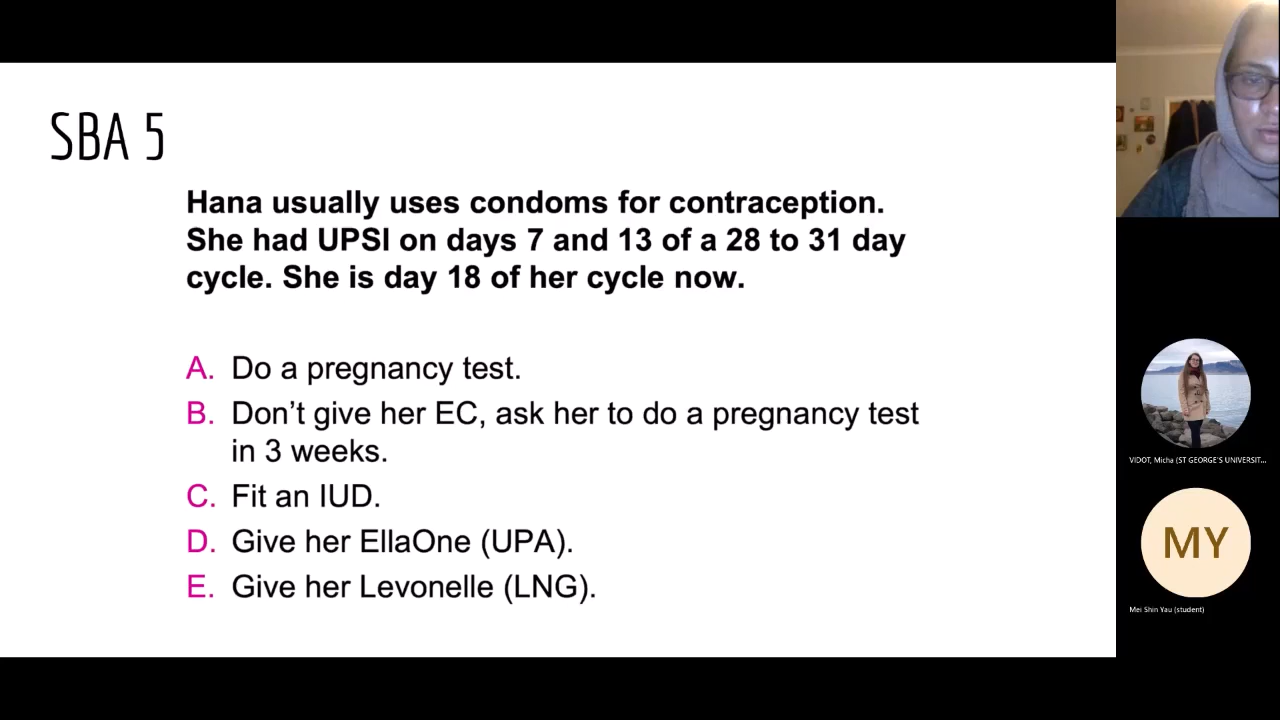 SBA 5
Hana usually uses condoms for contraception.
She had UPSI on days 7 and 13 of a 28 to 31 day
cycle. She is day 18 of her cycle now.
A. Do a pregnancy test.
B. Don’t give her EC, ask her to do a pregnancy test
in 3 weeks.
C. Fit an IUD.
D. Give her EllaOne (UPA).
E. Give her Levonelle (LNG).
VIDOT, Micha (ST GEORGE'S UNIVERSIT...
MY
Mei Shin Yau (student)